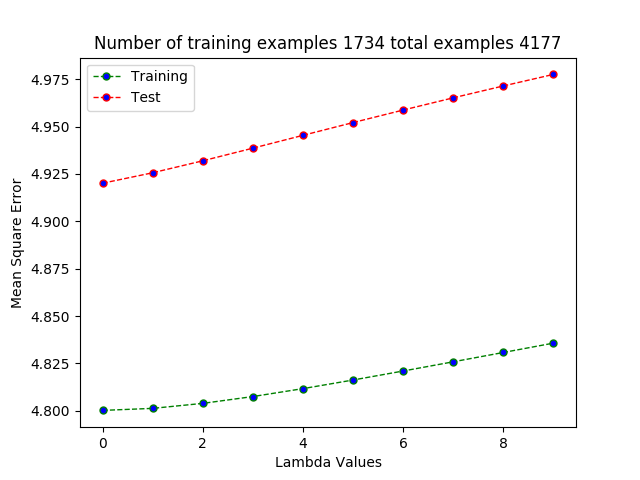 Number of training examples 1734 total examples 4177
Training
Test
4.975
4.950
4.925
4.900
4.875
4.850
4.825
4.800
Mean Square Error
0 2 4 6 8
Lambda Values